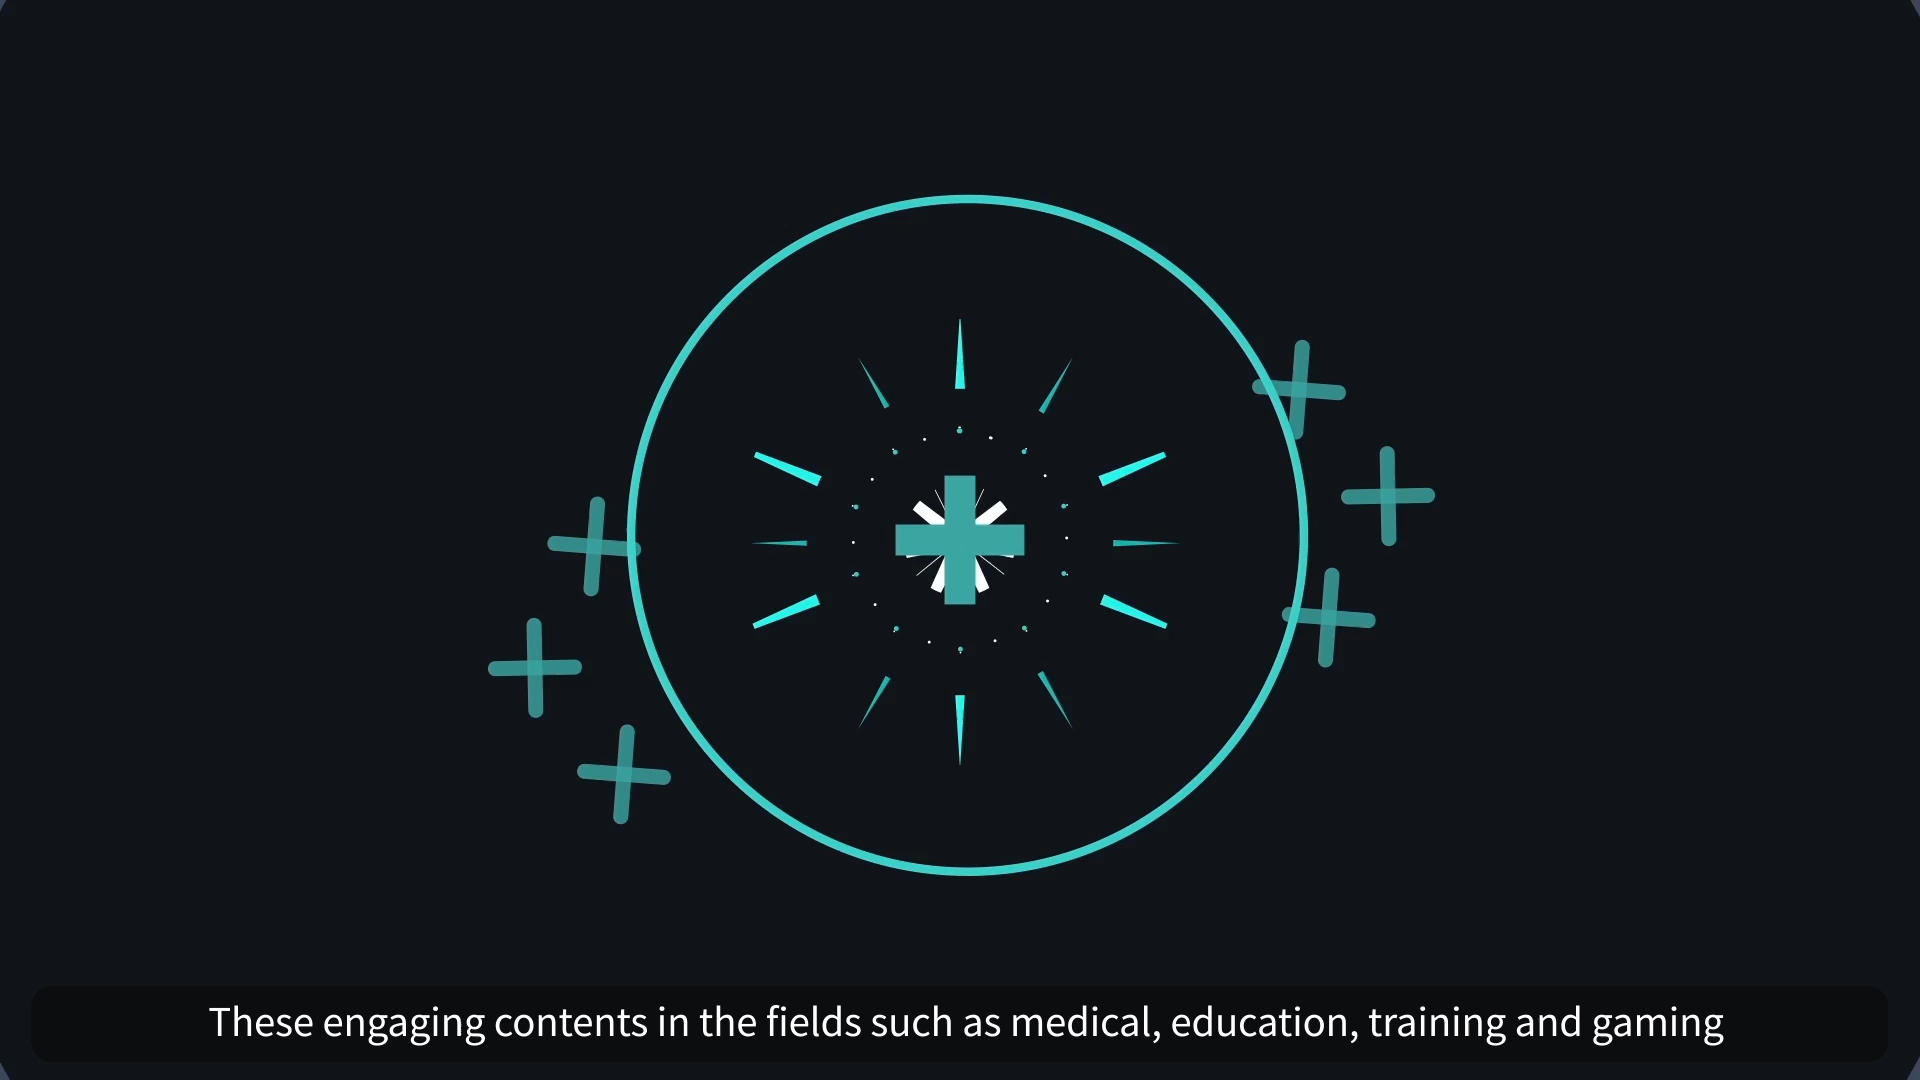 These engaging contents in the fields such as medical, education, training and gaming